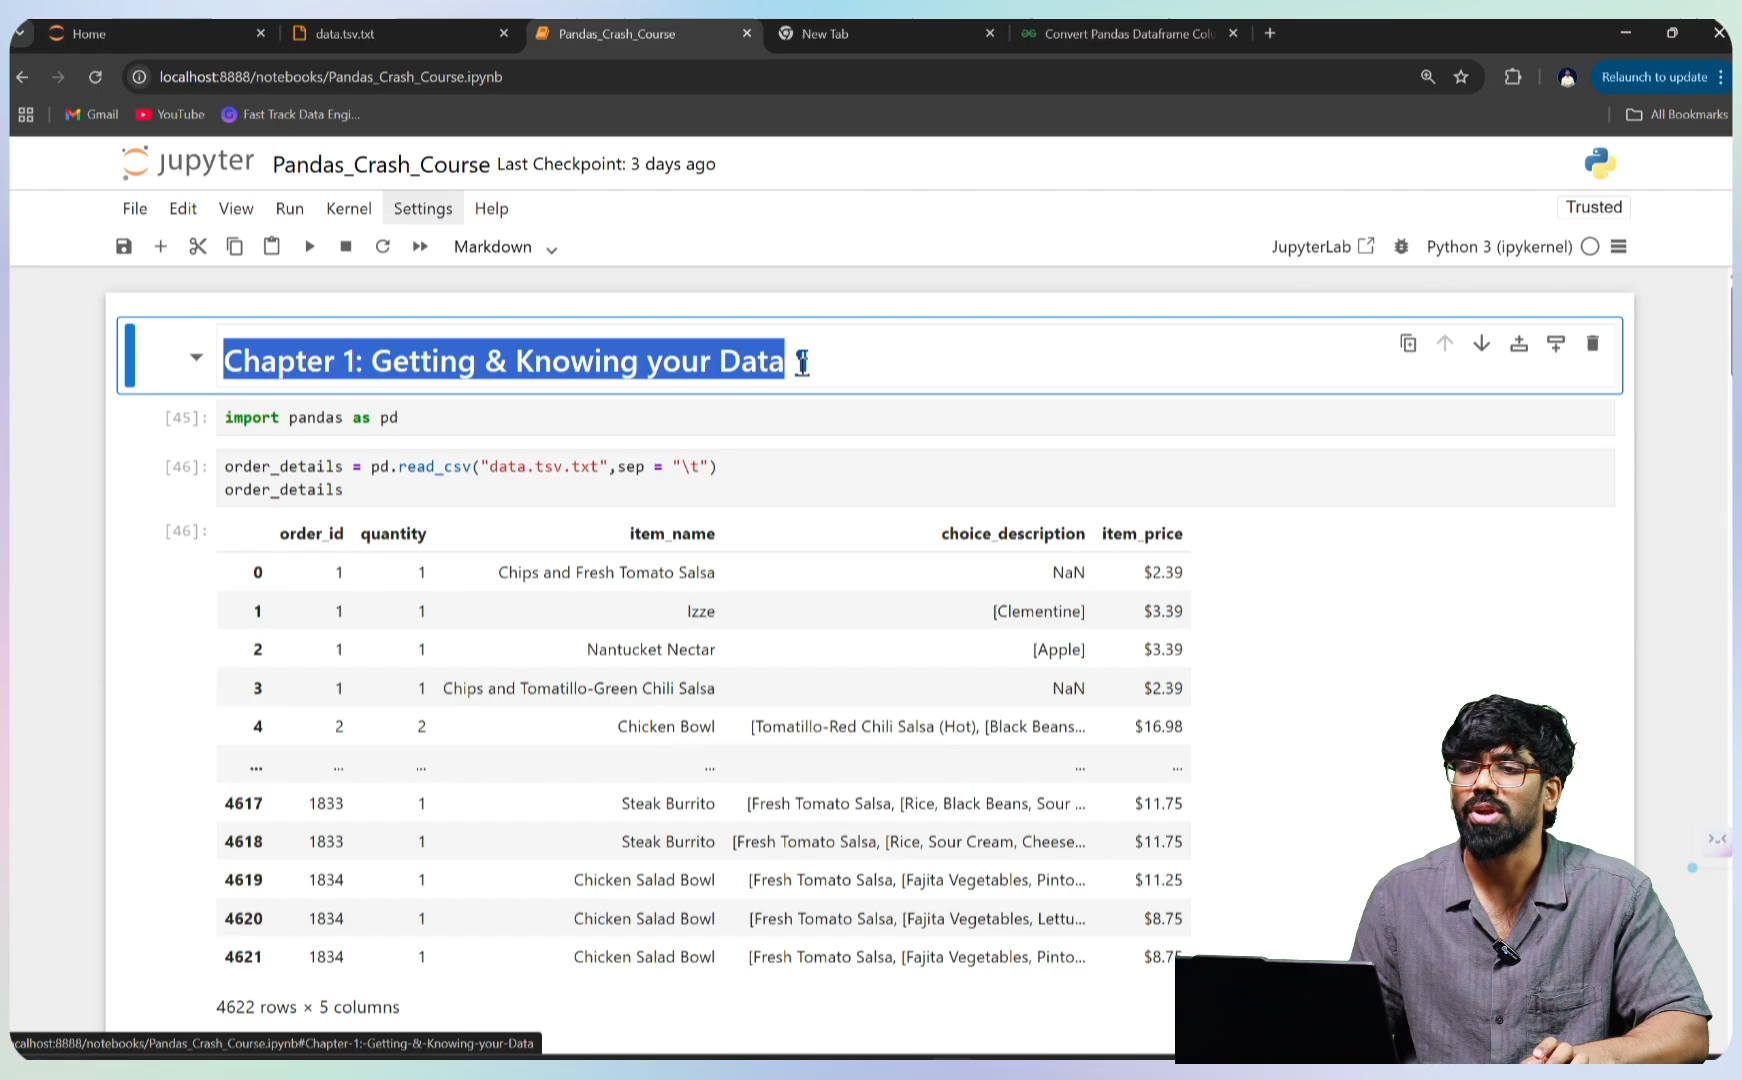 Home
data.tsv.txt
Pandas_Crash_Course
New Tab
Convert Pandas Dataframe Colu
localhost:8888/notebooks/Pandas_Crash_Course.ipynb
Relaunch to update
Gmail
YouTube
Fast Track Data Engi...
All Bookmarks
jupyter Pandas_Crash_Course Last Checkpoint: 3 days ago
File Edit View Run Kernel Settings Help
Trusted
Markdown
JupyterLab
Python 3 (ipykernel)
Chapter 1: Getting & Knowing your Data ¶
[45]: import pandas as pd
[46]: order_details = pd.read_csv("data.tsv.txt",sep = "\t")
order_details
[46]: order_id quantity item_name choice_description item_price
0 1 1 Chips and Fresh Tomato Salsa NaN $2.39
1 1 1 Izze [Clementine] $3.39
2 1 1 Nantucket Nectar [Apple] $3.39
3 1 1 Chips and Tomatillo-Green Chili Salsa NaN $2.39
4 2 2 Chicken Bowl [Tomatillo-Red Chili Salsa (Hot), [Black Beans... $16.98
... ... ... ... ... ...
4617 1833 1 Steak Burrito [Fresh Tomato Salsa, [Rice, Black Beans, Sour ... $11.75
4618 1833 1 Steak Burrito [Fresh Tomato Salsa, [Rice, Sour Cream, Cheese... $11.75
4619 1834 1 Chicken Salad Bowl [Fresh Tomato Salsa, [Fajita Vegetables, Pinto... $11.25
4620 1834 1 Chicken Salad Bowl [Fresh Tomato Salsa, [Fajita Vegetables, Lettu... $8.75
4621 1834 1 Chicken Salad Bowl [Fresh Tomato Salsa, [Fajita Vegetables, Pinto... $8.75
4622 rows × 5 columns
calhost:8888/notebooks/Pandas_Crash_Course.ipynb#Chapter-1:-Getting-&-Knowing-your-Data